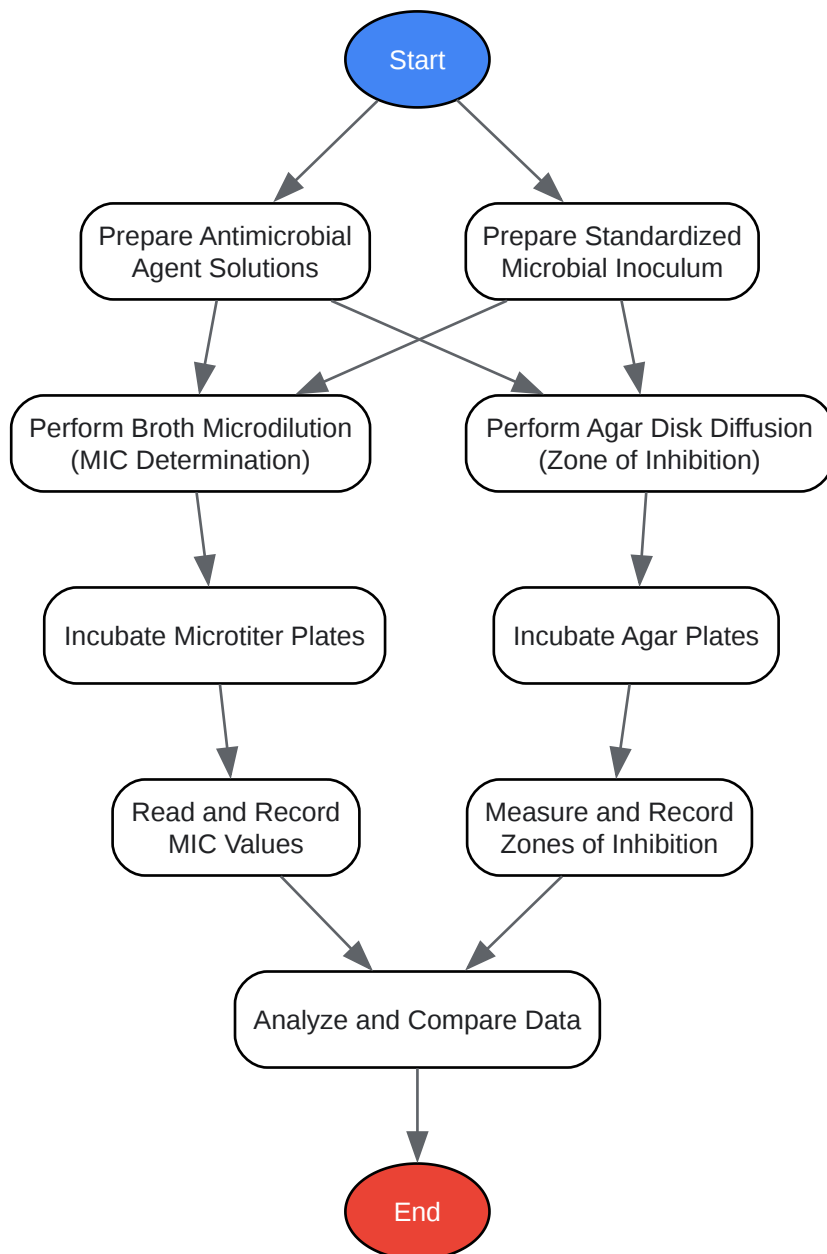 Start
Prepare Antimicrobial
Agent Solutions
Prepare Standardized
Microbial Inoculum
Perform Broth Microdilution
(MIC Determination)
Perform Agar Disk Diffusion
(Zone of Inhibition)
Incubate Microtiter Plates
Incubate Agar Plates
Read and Record
MIC Values
Measure and Record
Zones of Inhibition
Analyze and Compare Data
End